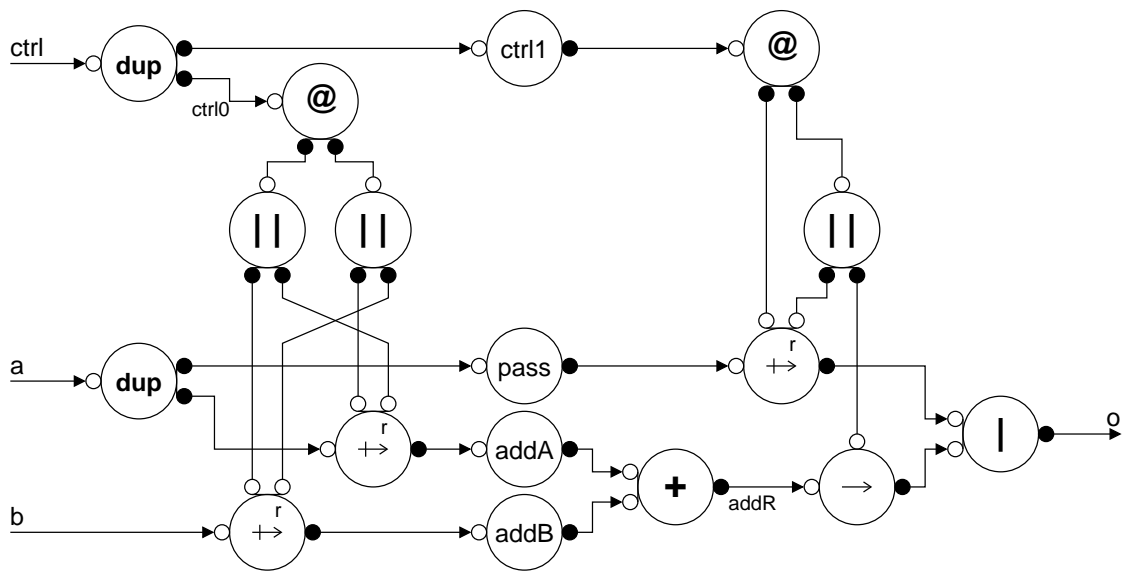 ctrl
dup
ctrl1
@
ctrl0
@
| |
| |
| |
r
a
dup
pass
r
addA
|
o
+
addR
b
r
addB